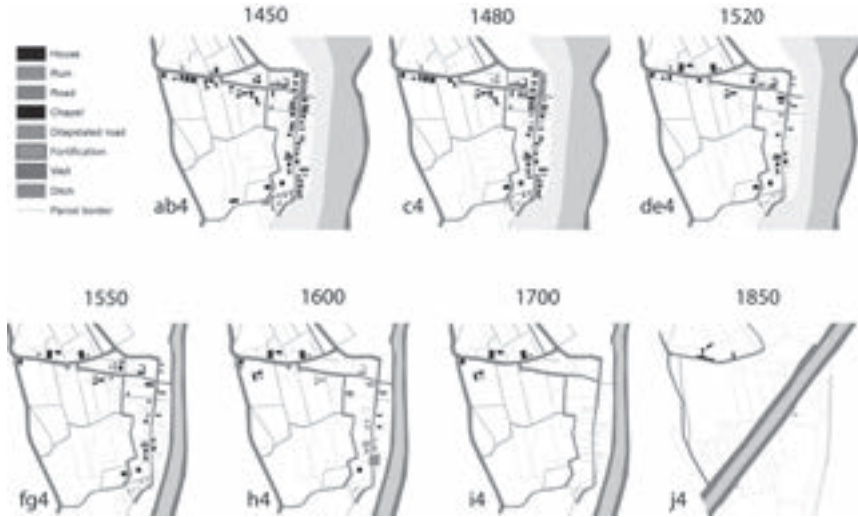 1450
1480
1520
House
Ruin
Road
Chapel
Dilapidated road
Fortification
Wall
Ditch
Parcel border
ab4
c4
de4
1550
1600
1700
1850
fg4
h4
i4
j4